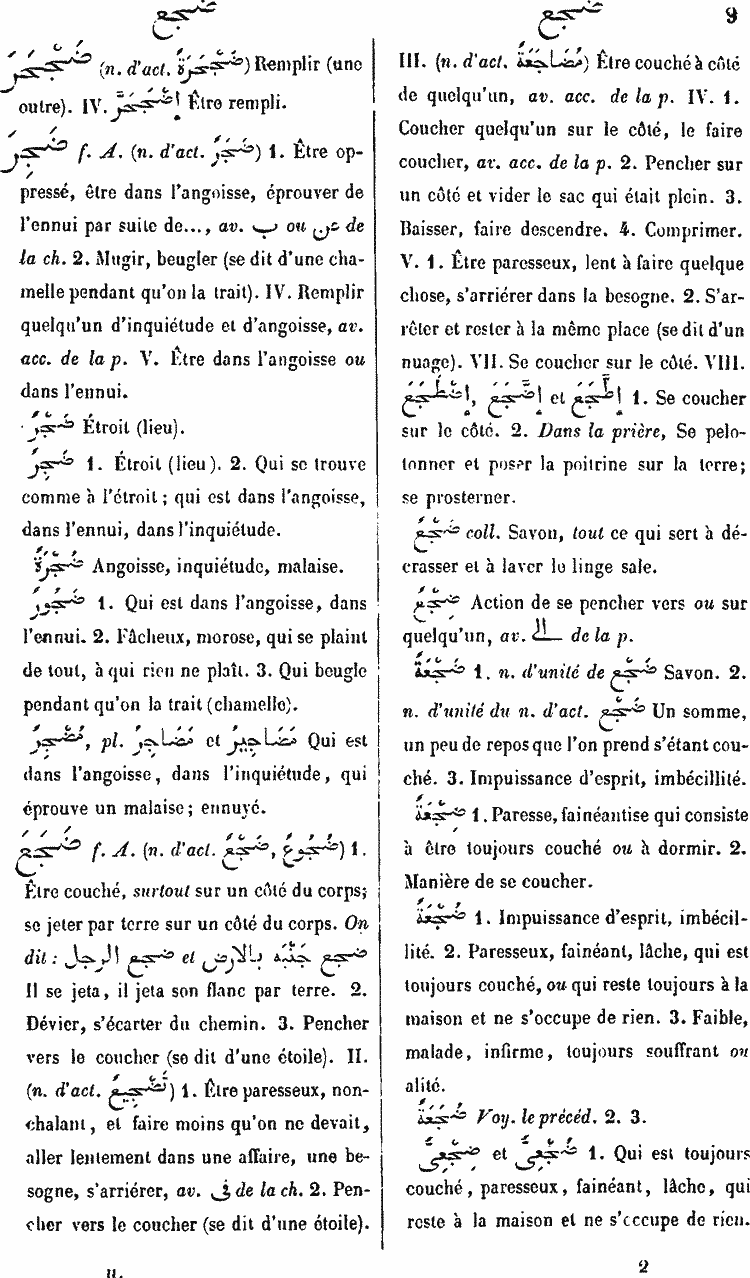 ضجع
ضجع 9
ضَجْحَرَ (n. d'act. ضَجْحَرَةٌ) Remplir (une
outre). IV. إِضْجَحَرَّ Être rempli.
ضَجِرَ f. A. (n. d'act. ضَجَرٌ) 1. Être op-
pressé, être dans l'angoisse, éprouver de
l'ennui par suite de..., av. ب ou من de
la ch. 2. Mugir, beugler (se dit d'une cha-
melle pendant qu'on la trait). IV. Remplir
quelqu'un d'inquiétude et d'angoisse, av.
acc. de la p. V. Être dans l'angoisse ou
dans l'ennui.
ضَجْرٌ Étroit (lieu).
ضَجِرٌ 1. Étroit (lieu). 2. Qui se trouve
comme à l'étroit; qui est dans l'angoisse,
dans l'ennui, dans l'inquiétude.
ضُجْرَةٌ Angoisse, inquiétude, malaise.
ضَجُورٌ 1. Qui est dans l'angoisse, dans
l'ennui. 2. Fâcheux, morose, qui se plaint
de tout, à qui rien ne plaît. 3. Qui beugle
pendant qu'on la trait (chamelle).
مُضْجِرٌ, pl. مَضَاجِرُ et مَضَاجِيرُ Qui est
dans l'angoisse, dans l'inquiétude, qui
éprouve un malaise; ennuyé.
ضَجَعَ f. A. (n. d'act. ضَجْعٌ, ضُجُوعٌ) 1.
Être couché, surtout sur un côté du corps;
se jeter par terre sur un côté du corps. On
dit: ضجع الرجل et ضجع جَنْبَهُ بالارض
Il se jeta, il jeta son flanc par terre. 2.
Dévier, s'écarter du chemin. 3. Pencher
vers le coucher (se dit d'une étoile). II.
(n. d'act. تَضْجِيعٌ) 1. Être paresseux, non-
chalant, et faire moins qu'on ne devait,
aller lentement dans une affaire, une be-
sogne, s'arriérer, av. فى de la ch. 2. Pen-
cher vers le coucher (se dit d'une étoile).
II.
III. (n. d'act. مُضَاجَعَةٌ) Être couché à côté
de quelqu'un, av. acc. de la p. IV. 1.
Coucher quelqu'un sur le côté, le faire
coucher, av. acc. de la p. 2. Pencher sur
un côté et vider le sac qui était plein. 3.
Baisser, faire descendre. 4. Comprimer.
V. 1. Être paresseux, lent à faire quelque
chose, s'arriérer dans la besogne. 2. S'ar-
rêter et rester à la même place (se dit d'un
nuage). VII. Se coucher sur le côté. VIII.
إِضْطَجَعَ, إِضَّجَعَ et إِطَّجَعَ 1. Se coucher
sur le côté. 2. Dans la prière, Se pelo-
tonner et poser la poitrine sur la terre;
se prosterner.
ضَجْعٌ coll. Savon, tout ce qui sert à dé-
crasser et à laver le linge sale.
ضَجَعٌ Action de se pencher vers ou sur
quelqu'un, av. الى de la p.
ضَجْعَةٌ 1. n. d'unité de ضَجْعٌ Savon. 2.
n. d'unité du n. d'act. ضَجْعٌ Un somme,
un peu de repos que l'on prend s'étant cou-
ché. 3. Impuissance d'esprit, imbécillité.
ضِجْعَةٌ 1. Paresse, fainéantise qui consiste
à être toujours couché ou à dormir. 2.
Manière de se coucher.
ضُجْعَةٌ 1. Impuissance d'esprit, imbécil-
lité. 2. Paresseux, fainéant, lâche, qui est
toujours couché, ou qui reste toujours à la
maison et ne s'occupe de rien. 3. Faible,
malade, infirme, toujours souffrant ou
alité.
ضُجَعَةٌ Voy. le précéd. 2. 3.
ضُجْعِىٌّ et ضِجْعِىٌّ 1. Qui est toujours
couché, paresseux, fainéant, lâche, qui
reste à la maison et ne s'occupe de rien.
2